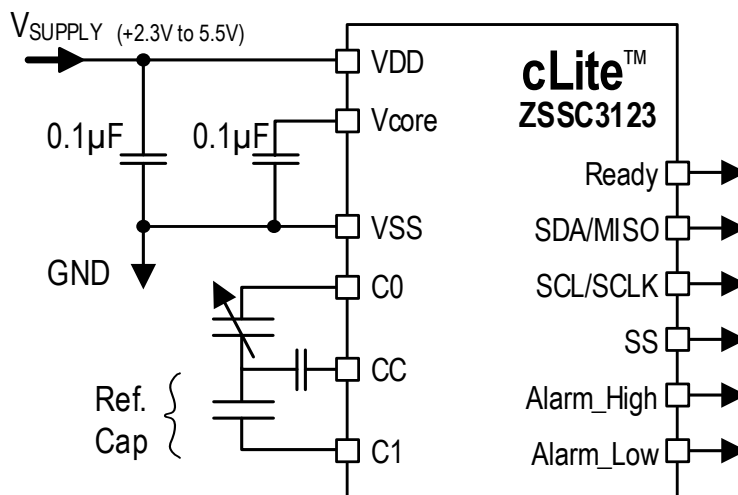 VSUPPLY (+2.3V to 5.5V)
cLite™
ZSSC3123
VDD
0.1µF
0.1µF
Vcore
VSS
GND
C0
CC
Ref.
Cap
C1
Ready
SDA/MISO
SCL/SCLK
SS
Alarm_High
Alarm_Low